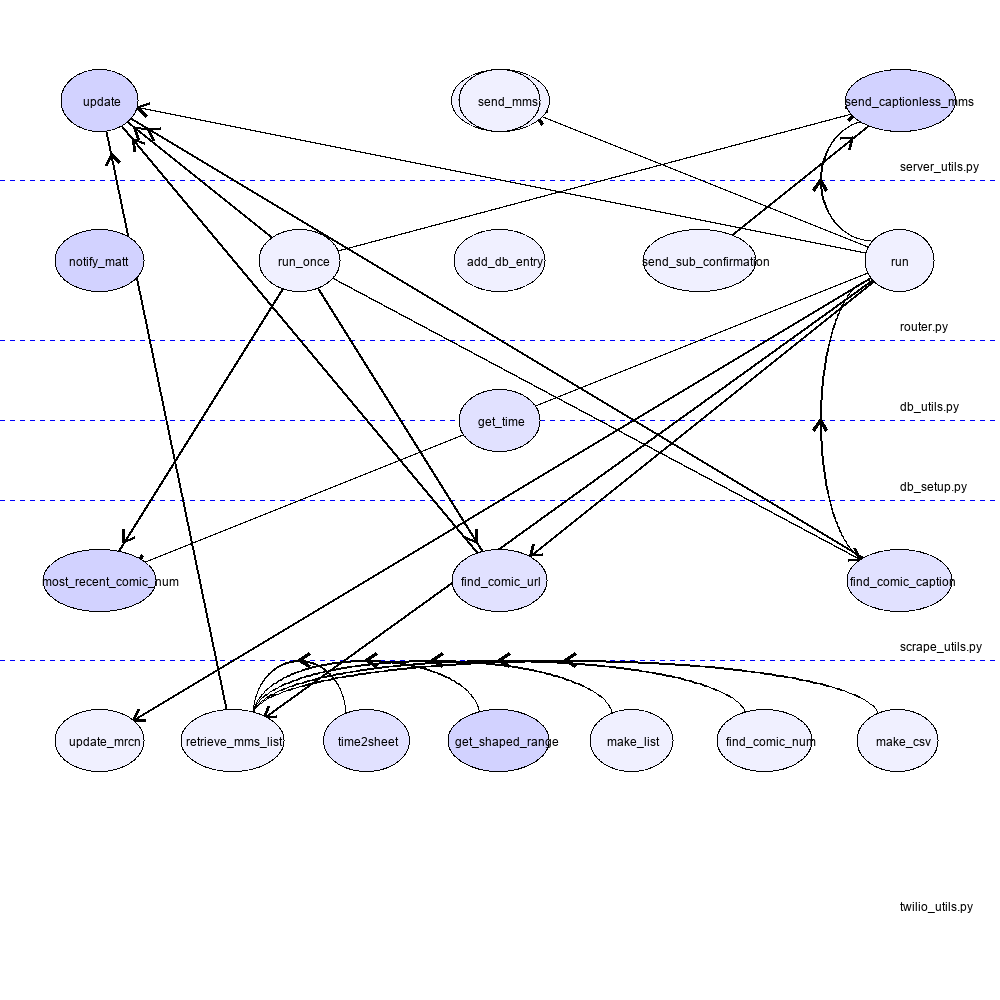 update
send_mms
send_captionless_mms
server_utils.py
notify_matt
run_once
add_db_entry
send_sub_confirmation
run
router.py
get_time
db_utils.py
db_setup.py
most_recent_comic_num
find_comic_url
find_comic_caption
scrape_utils.py
update_mrcn
retrieve_mms_list
time2sheet
get_shaped_range
make_list
find_comic_num
make_csv
twilio_utils.py